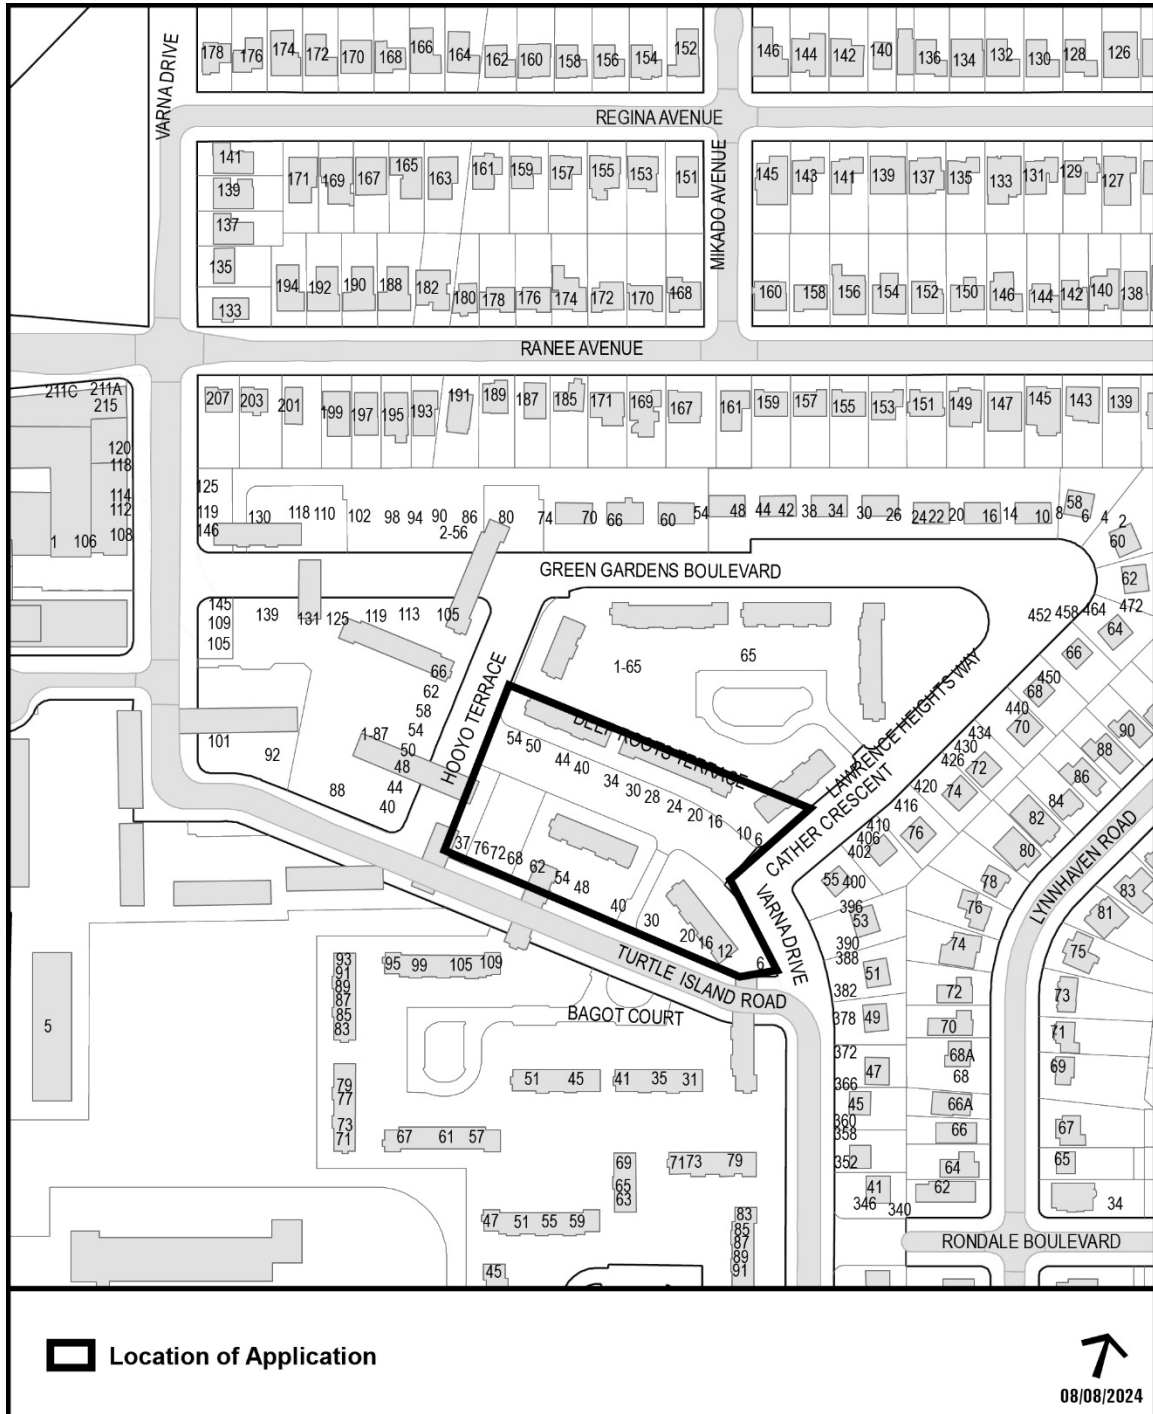 178 176 174 172 170 168 166 164 162 160 158 156 154 152 146 144 142 140 136 134 132 130 128 126
VARNA DRIVE
REGINA AVENUE
141 171 169 167 165 163 161 159 157 155 153 151 145 143 141 139 137 135 133 131 129 127
139
137
MIKADO AVENUE
135 194 192 190 188 182 180 178 176 174 172 170 168 160 158 156 154 152 150 146 144 142 140 138
133
RANEE AVENUE
211C 211A
215
207 203 201 199 197 195 193 191 189 187 185 171 169 167 161 159 157 155 153 151 149 147 145 143 139
120
118
114
112
1 106 108
125
119 130 118 110 102 98 94 90 86 80 74 70 66 60 54 48 44 42 38 34 30 26 24 22 20 16 14 10 8 6 4 2
146 2-56 58 60
GREEN GARDENS BOULEVARD
62
145 139 131 125 119 113 105
109
105
452 458 464 472
64
1-65 65 66
66
62
58
54
1-87
50
48
44
40
101 92 88
HOOYO TERRACE
DEEP ROOTS TERRACE
LAWRENCE HEIGHTS WAY
CATHER CRESCENT
450 68
440 70
434
430
426 72
420 74
416
410
406 76
402
90
88
86
84
82
80
54 50 44 40 34 30 28 24 20 16 10 6
37 76 72 68 62 54 48 40 30 20 16 12 6
VARNA DRIVE
LYNNHAVEN ROAD
55 400
396 53
390
388 51
382
378 49
372
366 47
45
360
358
352
41
346 340
78
76
74
72
70
68A
68
66A
66
64
62
83
81
75
73
71
69
67
65
34
TURTLE ISLAND ROAD
BAGOT COURT
5
93
91
89
87
85
83
95 99 105 109
79
77
73
71
51 45 41 35 31
67 61 57
69
65
63
71 73 79
47 51 55 59
45
83
85
87
89
91
RONDALE BOULEVARD
Location of Application
08/08/2024